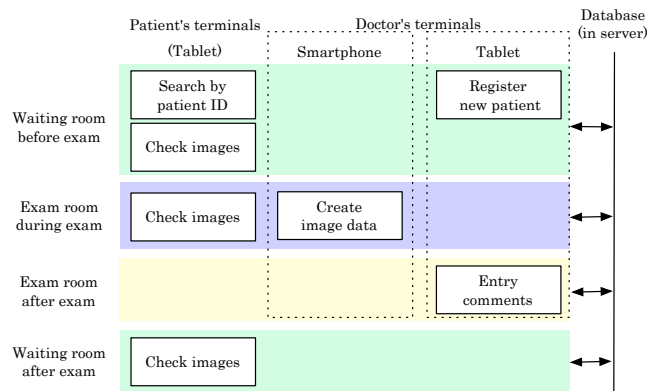 Patient's terminals
(Tablet)
Doctor's terminals
Smartphone
Tablet
Database
(in server)
Waiting room
before exam
Search by
patient ID
Register
new patient
Check images
Exam room
during exam
Check images
Create
image data
Exam room
after exam
Entry
comments
Waiting room
after exam
Check images